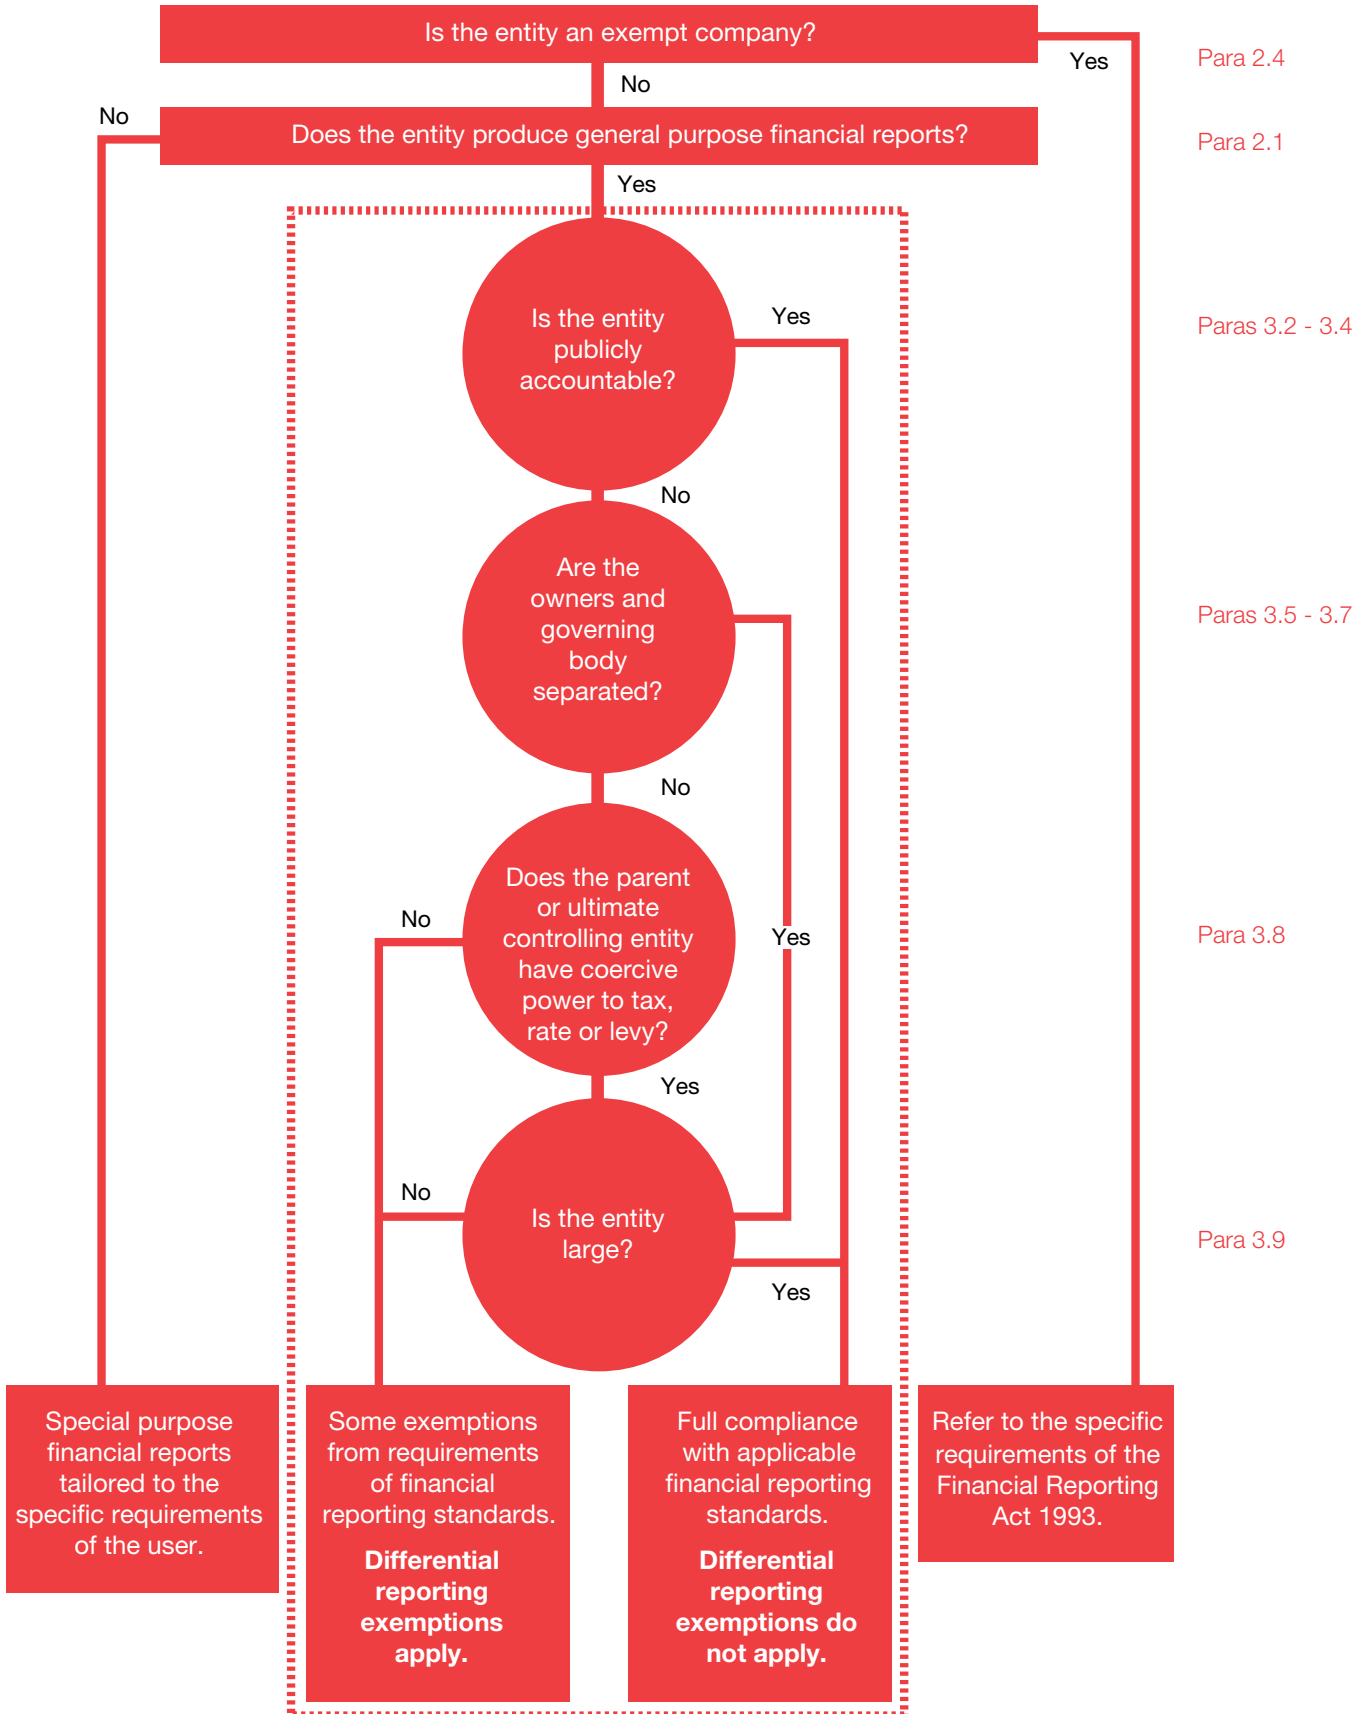 Is the entity an exempt company?
Yes
Para 2.4
No
No
Does the entity produce general purpose financial reports?
Para 2.1
Yes
Is the entity
publicly
accountable?
Yes
Paras 3.2 - 3.4
No
Are the
owners and
governing
body
separated?
Paras 3.5 - 3.7
No
Does the parent
or ultimate
controlling entity
have coercive
power to tax,
rate or levy?
No
Yes
Para 3.8
Yes
No
Is the entity
large?
Para 3.9
Yes
Special purpose
financial reports
tailored to the
specific requirements
of the user.
Some exemptions
from requirements
of financial
reporting standards.
Differential
reporting
exemptions
apply.
Full compliance
with applicable
financial reporting
standards.
Differential
reporting
exemptions do
not apply.
Refer to the specific
requirements of the
Financial Reporting
Act 1993.